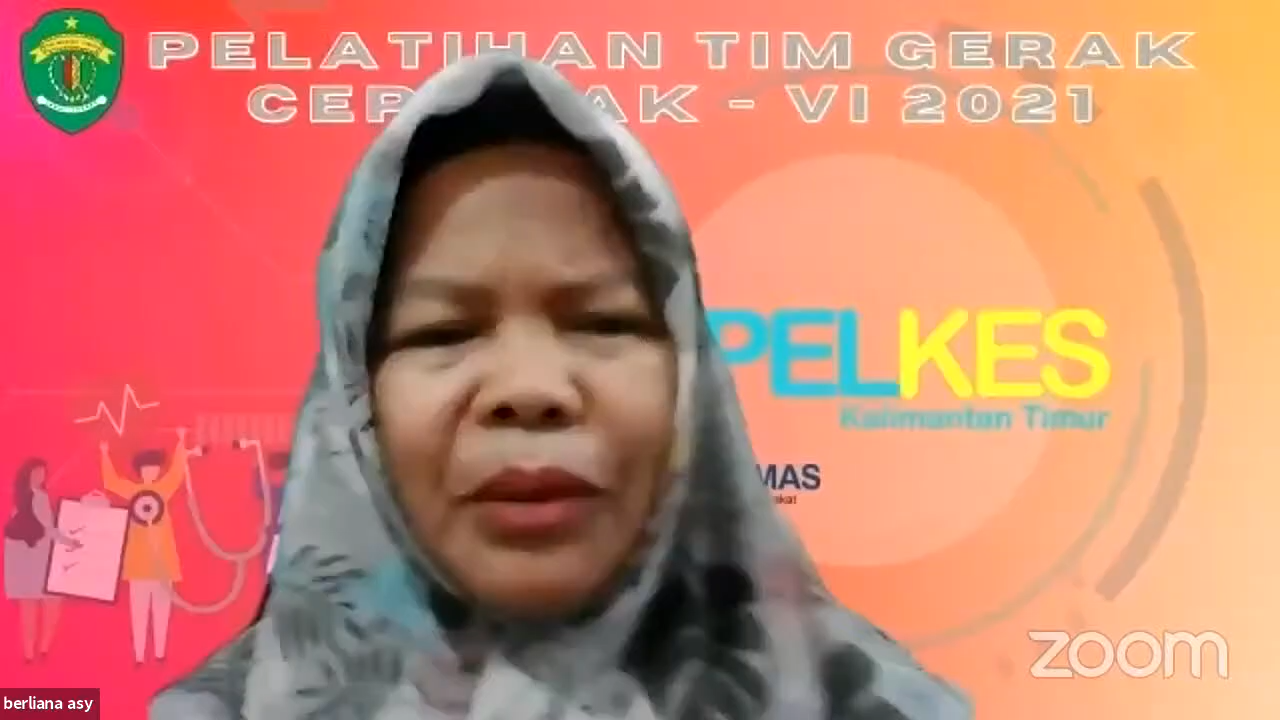 PELATIHAN TIM GERAK
CEP AK - VI 2021
PELKES
Kalimantan Timur
MAS
zoom
berliana asy